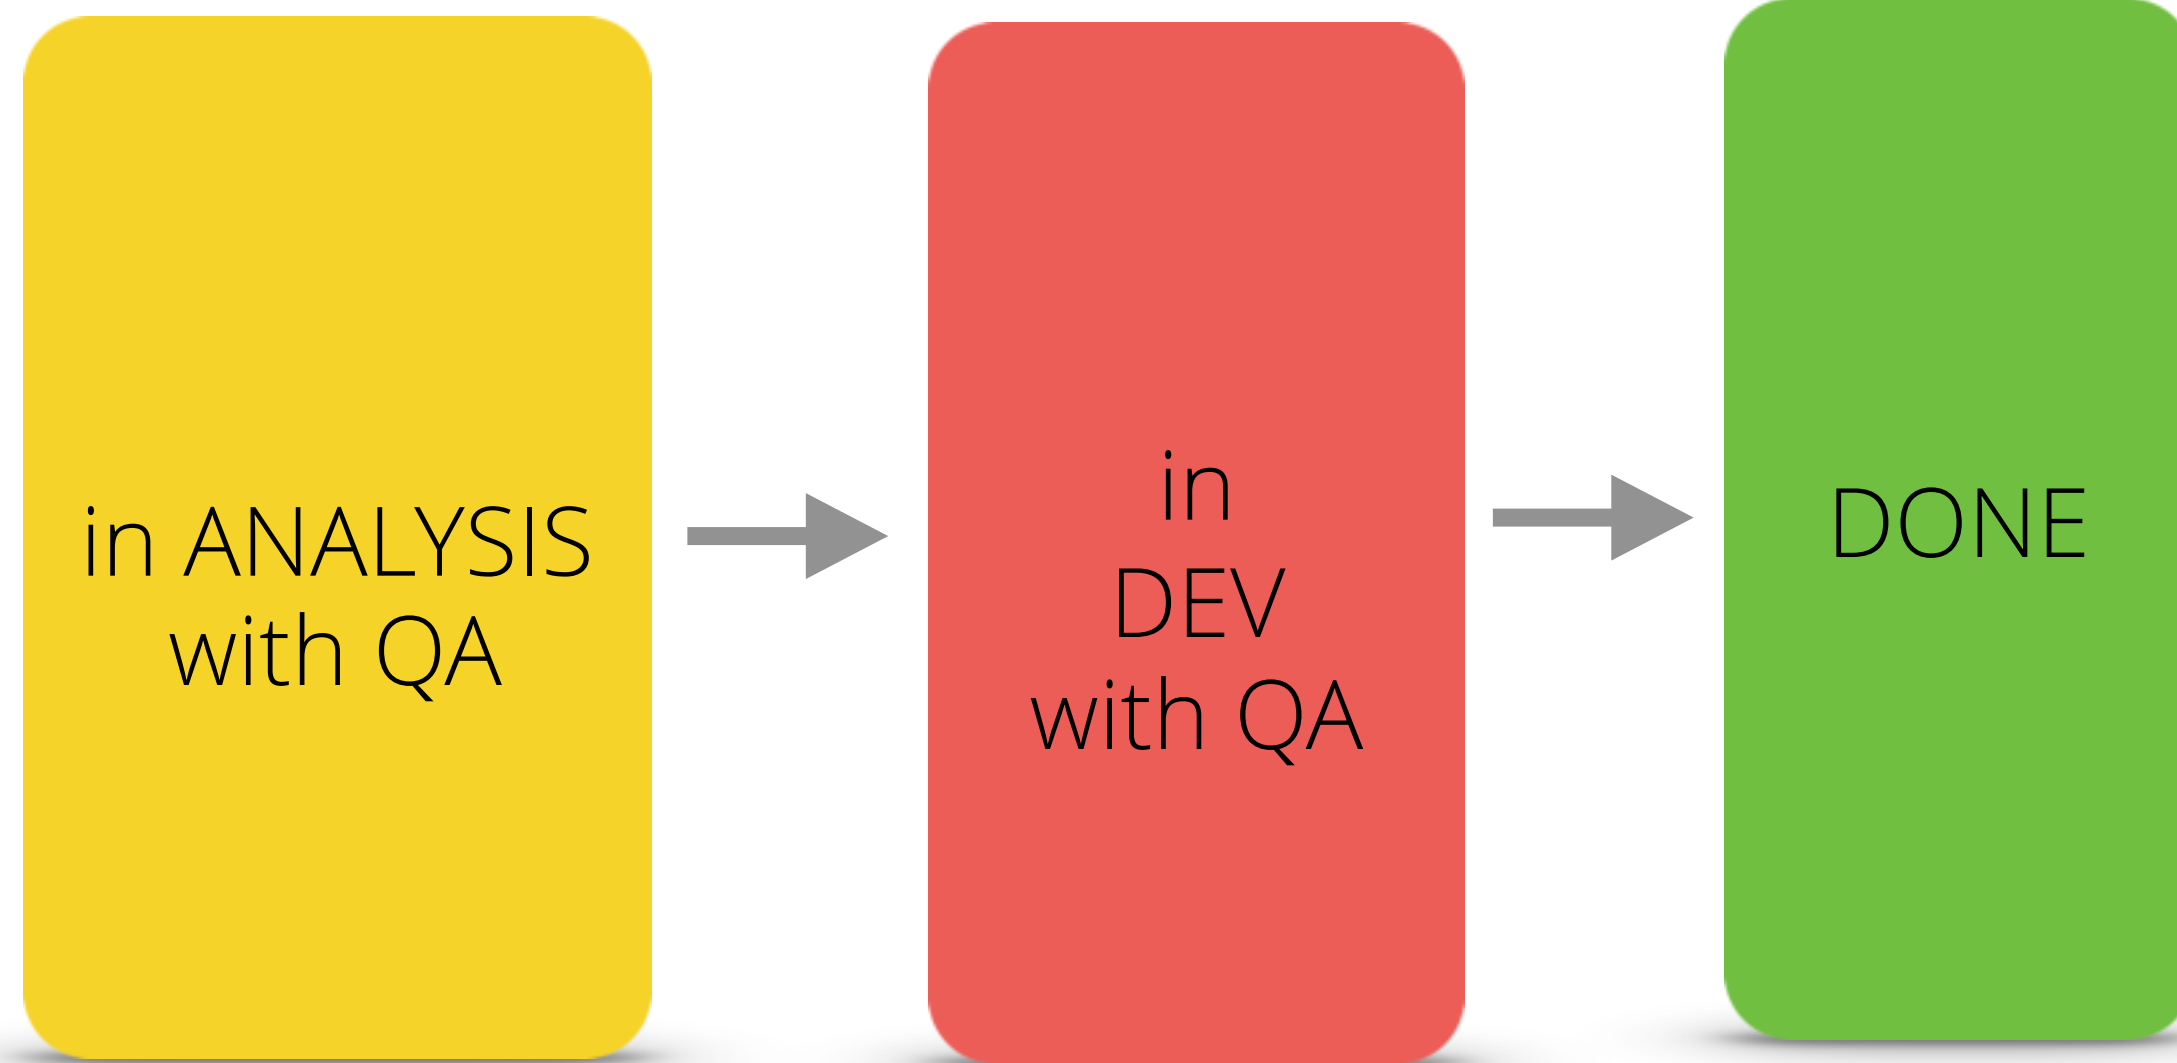 in ANALYSIS
with QA
in
DEV
with QA
DONE